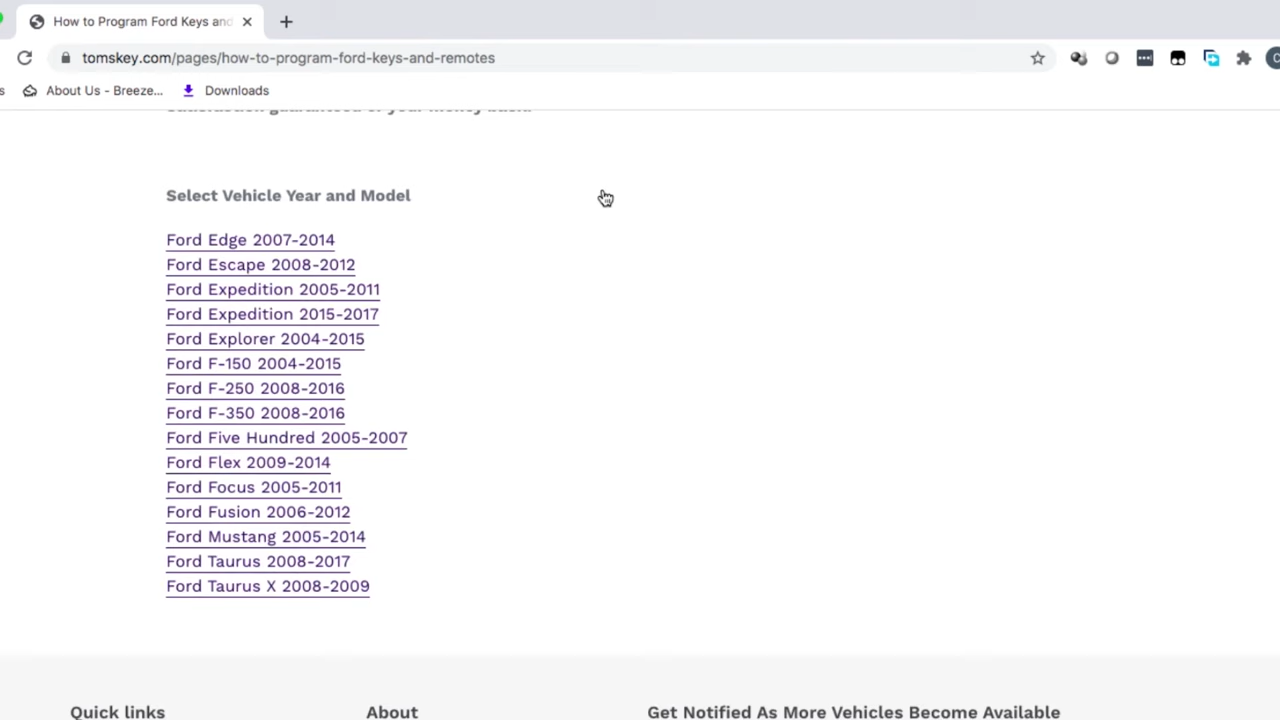 How to Program Ford Keys and
tomskey.com/pages/how-to-program-ford-keys-and-remotes
s About Us - Breeze... Downloads
Select Vehicle Year and Model
Ford Edge 2007-2014
Ford Escape 2008-2012
Ford Expedition 2005-2011
Ford Expedition 2015-2017
Ford Explorer 2004-2015
Ford F-150 2004-2015
Ford F-250 2008-2016
Ford F-350 2008-2016
Ford Five Hundred 2005-2007
Ford Flex 2009-2014
Ford Focus 2005-2011
Ford Fusion 2006-2012
Ford Mustang 2005-2014
Ford Taurus 2008-2017
Ford Taurus X 2008-2009
Quick links About Get Notified As More Vehicles Become Available